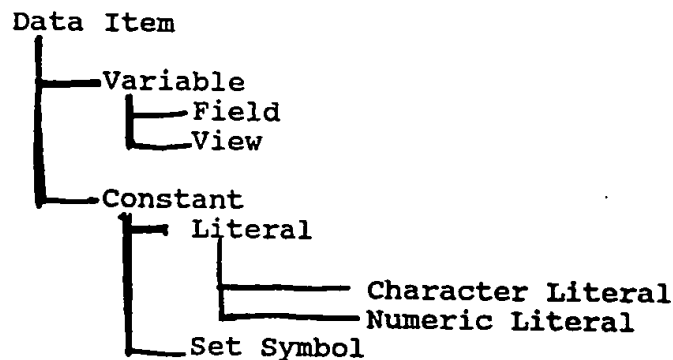 Data Item
Variable
Field
View
Constant
Literal
Character Literal
Numeric Literal
Set Symbol